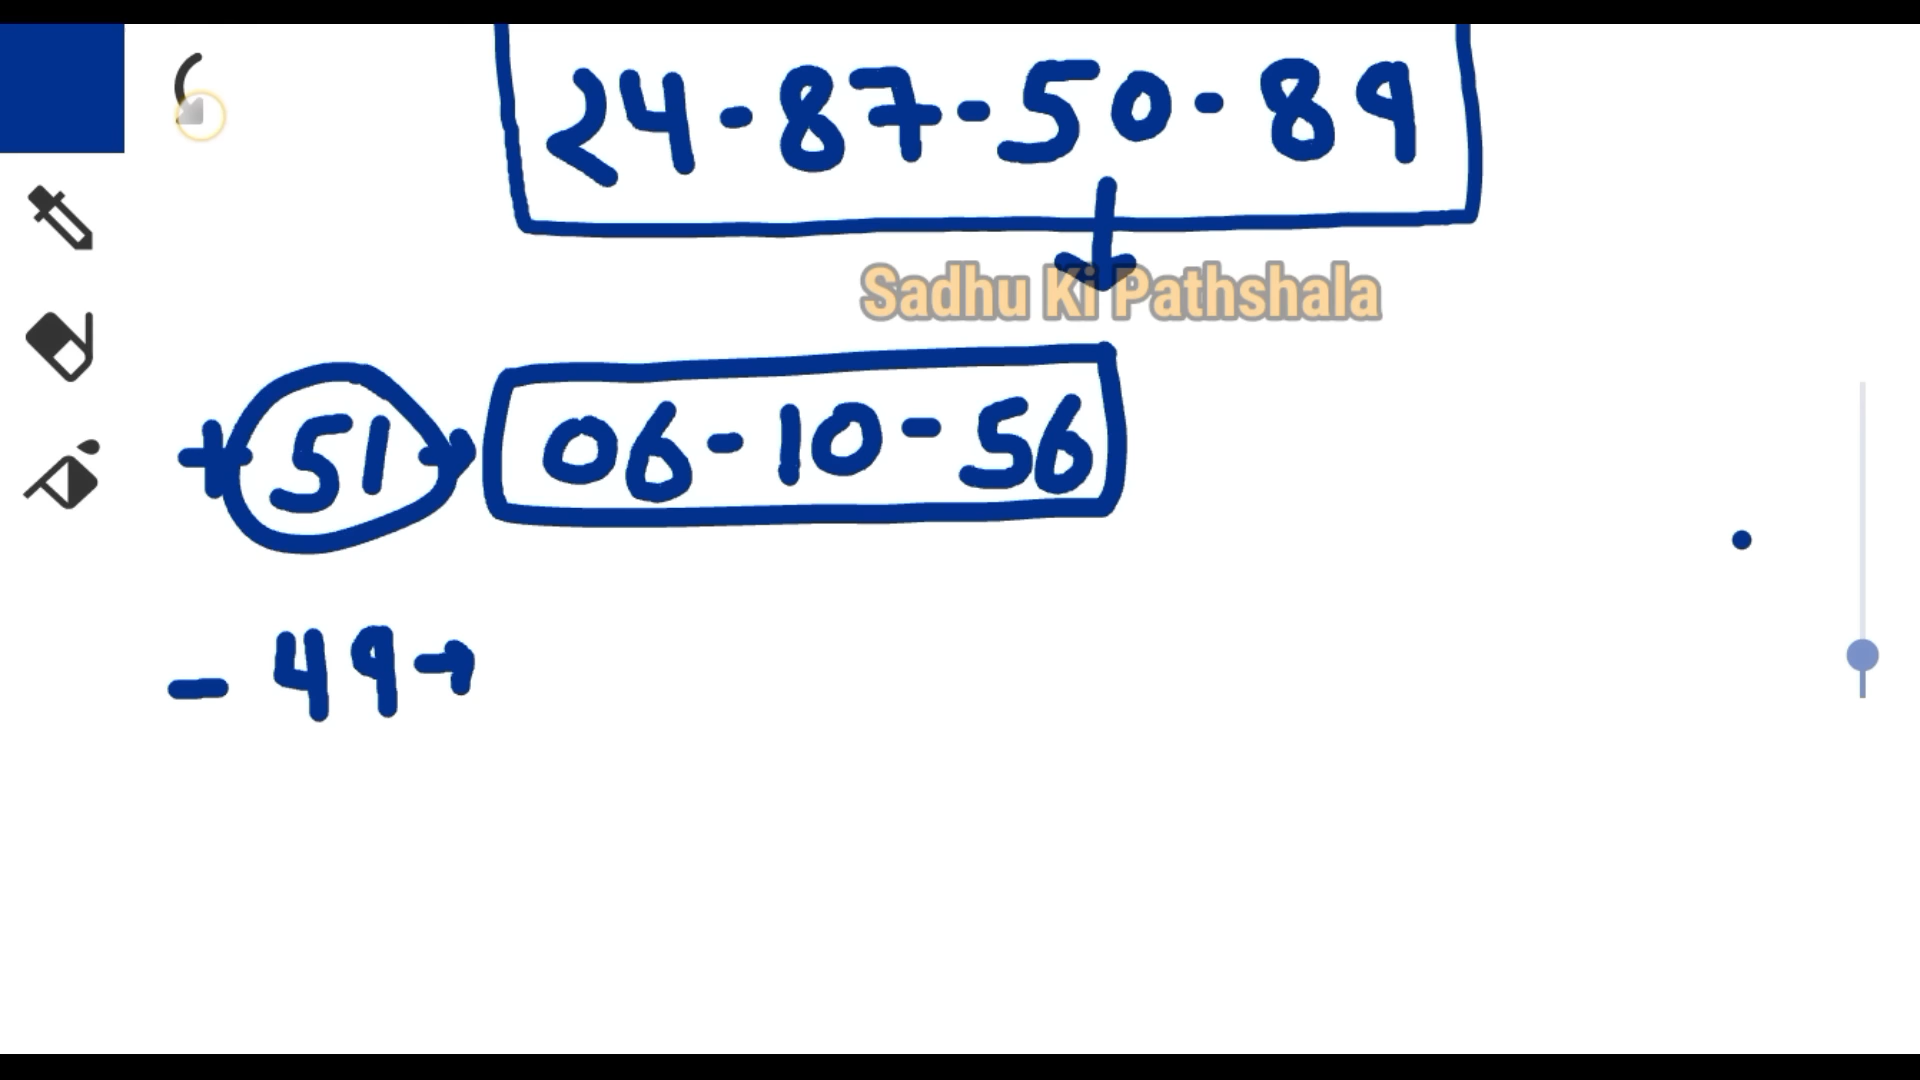 24-87-50-89
↓
Sadhu Ki Pathshala
+ 51 → 06-10-56
- 49 →